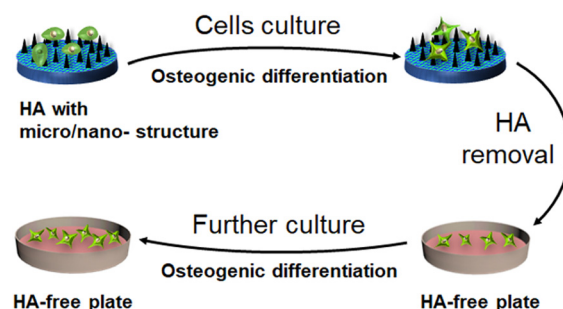 Cells culture
Osteogenic differentiation
HA with
micro/nano- structure
HA
removal
Further culture
Osteogenic differentiation
HA-free plate
HA-free plate